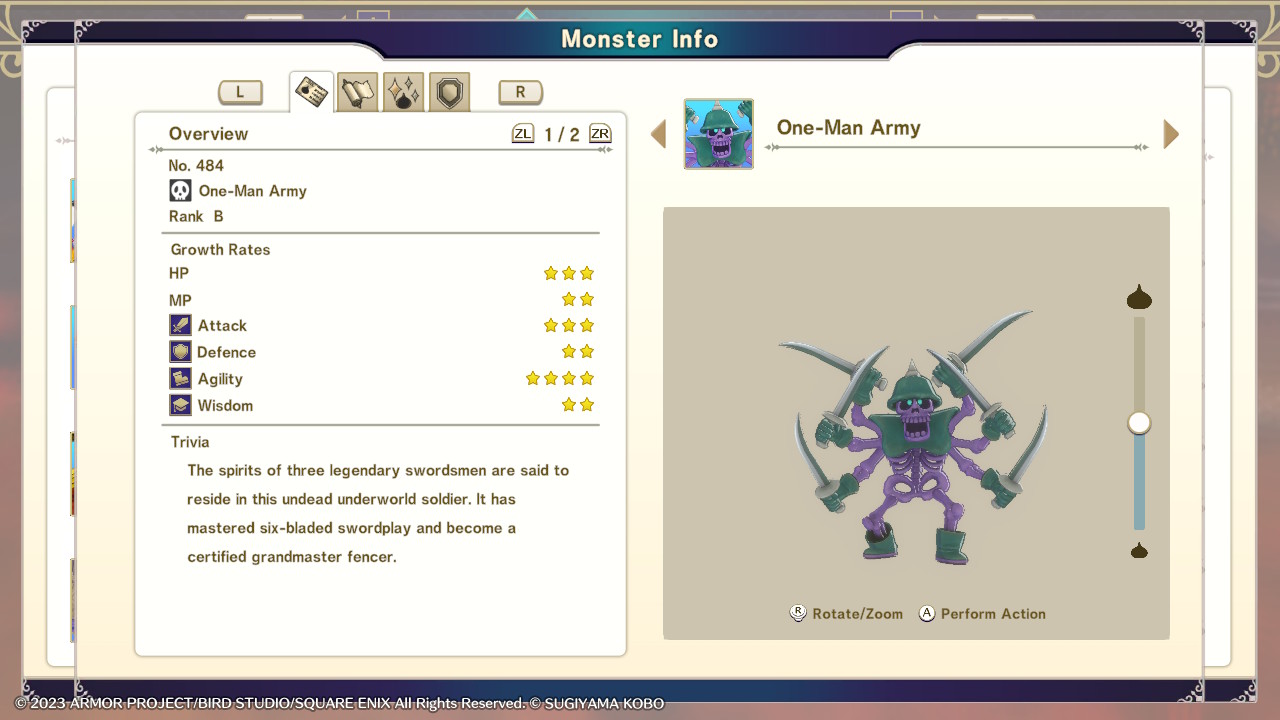 Monster Info
L
R
Overview
ZL 1 / 2 ZR
No. 484
One-Man Army
Rank B
Growth Rates
HP
MP
Attack
Defence
Agility
Wisdom
Trivia
The spirits of three legendary swordsmen are said to
reside in this undead underworld soldier. It has
mastered six-bladed swordplay and become a
certified grandmaster fencer.
One-Man Army
R Rotate/Zoom A Perform Action
© 2023 ARMOR PROJECT/BIRD STUDIO/SQUARE ENIX All Rights Reserved. © SUGIYAMA KOBO